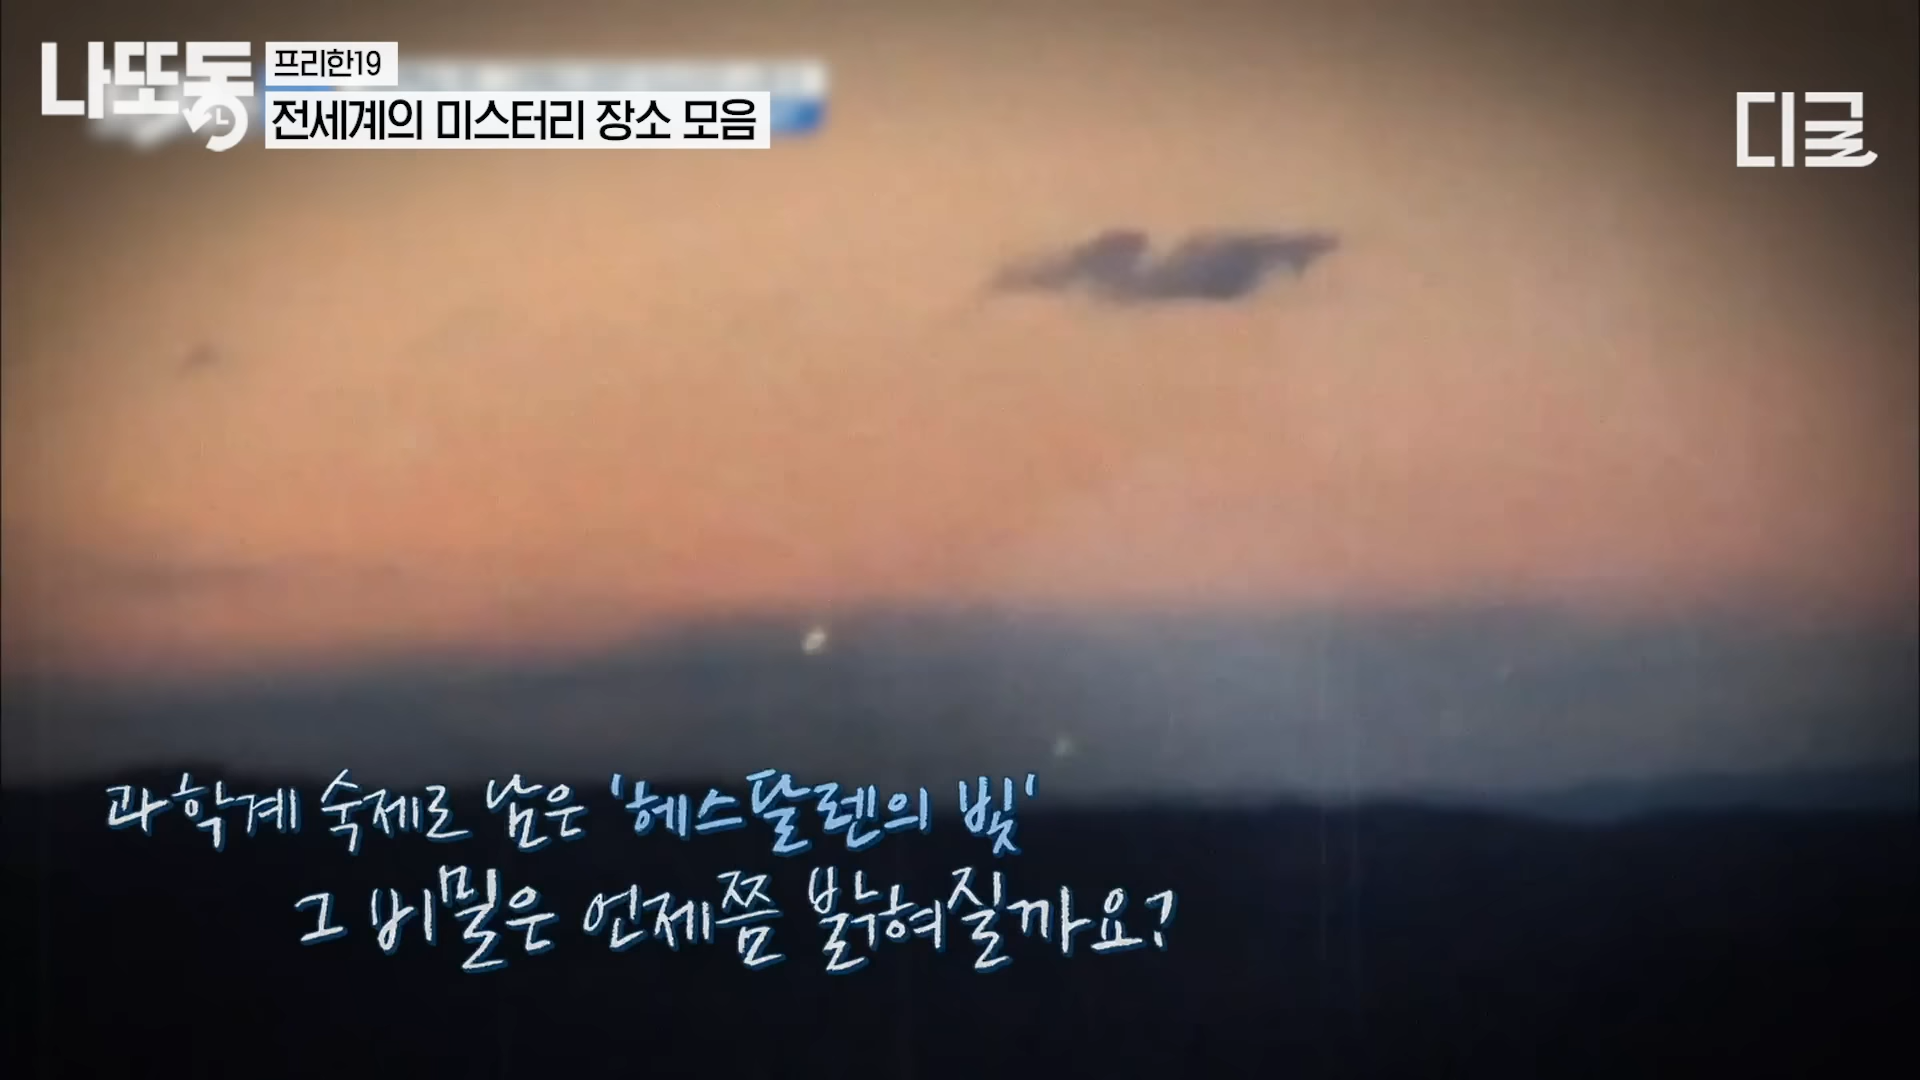 나또동
프리한19
전세계의 미스터리 장소 모음
디글
과학계 숙제로 남은 '헤스팔렌의 빛'
그 비밀은 언제쯤 밝혀질까요?